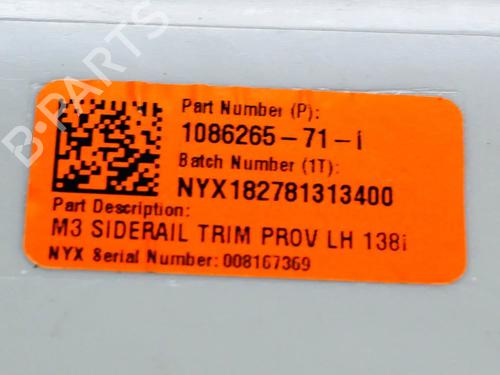 B-PARTS
Part Number (P):
1086265-71-i
Batch Number (1T):
NYX182781313400
Part Description:
M3 SIDERAIL TRIM PROV LH 138i
NYX Serial Number: 008167369